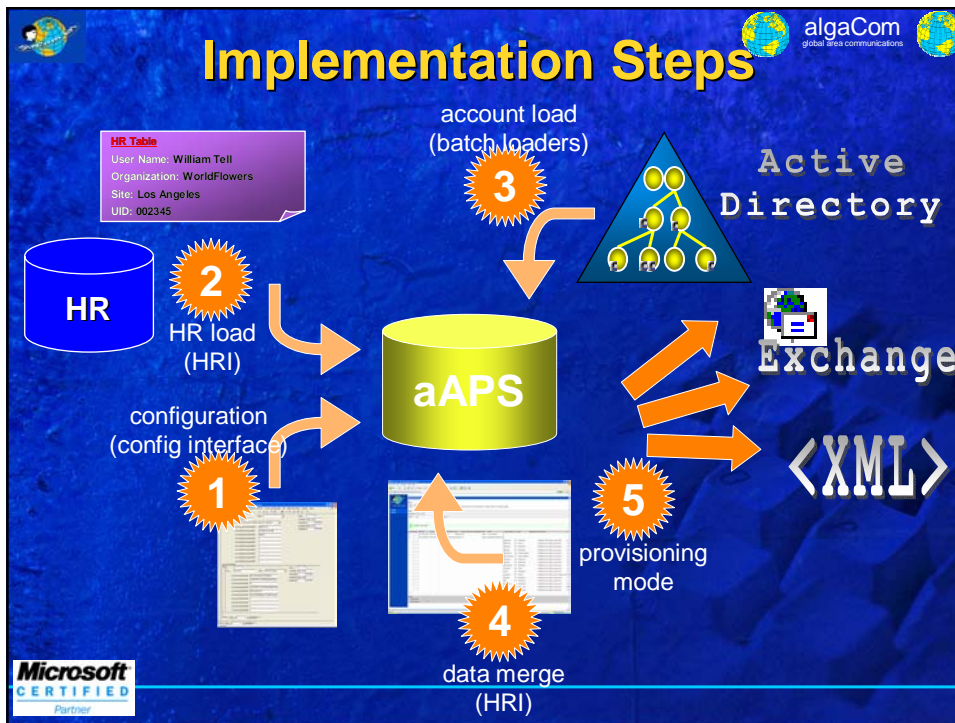 Implementation Steps
algaCom
global area communications
account load
(batch loaders)
3
HR Table
User Name: William Tell
Organization: WorldFlowers
Site: Los Angeles
UID: 002345
Active
Directory
HR
2
HR load
(HRI)
aAPS
Exchange
configuration
(config interface)
1
<XML>
5
provisioning
mode
4
data merge
(HRI)
Microsoft
CERTIFIED
Partner